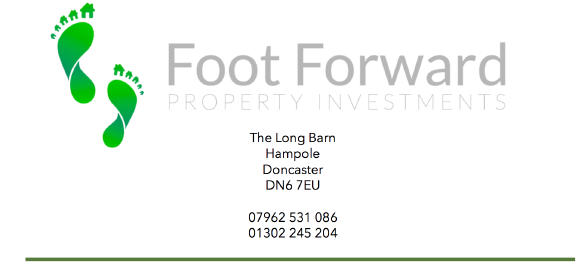 Foot Forward
PROPERTY INVESTMENTS
The Long Barn
Hampole
Doncaster
DN6 7EU
07962 531 086
01302 245 204